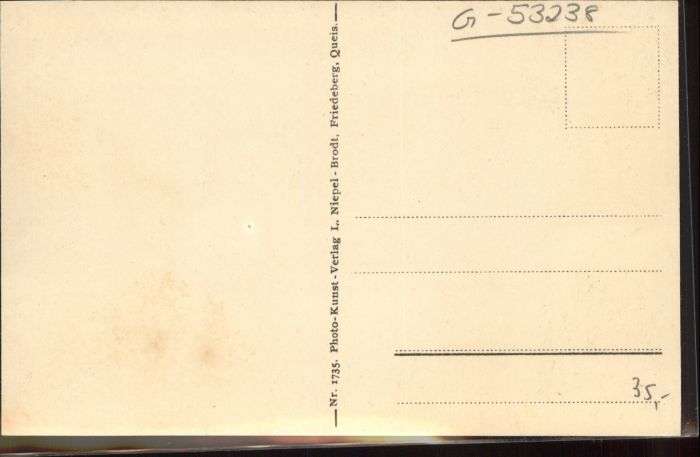 G-53238
Nr. 1735. Photo-Kunst-Verlag L. Niepel-Brodt, Friedeberg, Queis.
35,-